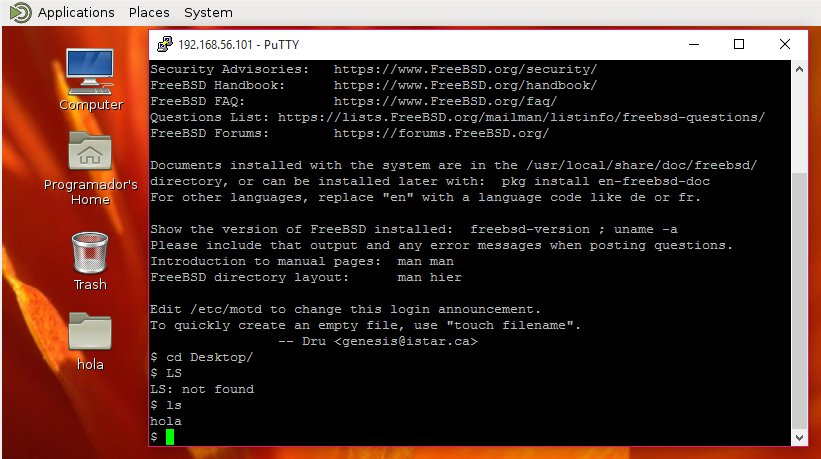 Applications Places System
192.168.56.101 - PuTTY
Computer
Programador's
Home
Trash
hola
Security Advisories:   https://www.FreeBSD.org/security/
FreeBSD Handbook:      https://www.FreeBSD.org/handbook/
FreeBSD FAQ:           https://www.FreeBSD.org/faq/
Questions List: https://lists.FreeBSD.org/mailman/listinfo/freebsd-questions/
FreeBSD Forums:        https://forums.FreeBSD.org/
Documents installed with the system are in the /usr/local/share/doc/freebsd/
directory, or can be installed later with:  pkg install en-freebsd-doc
For other languages, replace "en" with a language code like de or fr.
Show the version of FreeBSD installed:  freebsd-version ; uname -a
Please include that output and any error messages when posting questions.
Introduction to manual pages:  man man
FreeBSD directory layout:      man hier
Edit /etc/motd to change this login announcement.
To quickly create an empty file, use "touch filename".
-- Dru <genesis@istar.ca>
$ cd Desktop/
$ LS
LS: not found
$ ls
hola
$